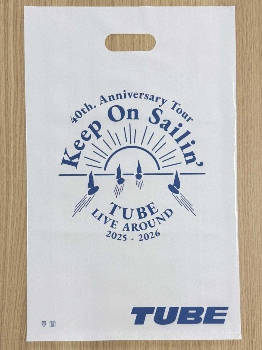 40th. Anniversary Tour
Keep On Sailin'
TUBE
LIVE AROUND
2025 - 2026
TUBE